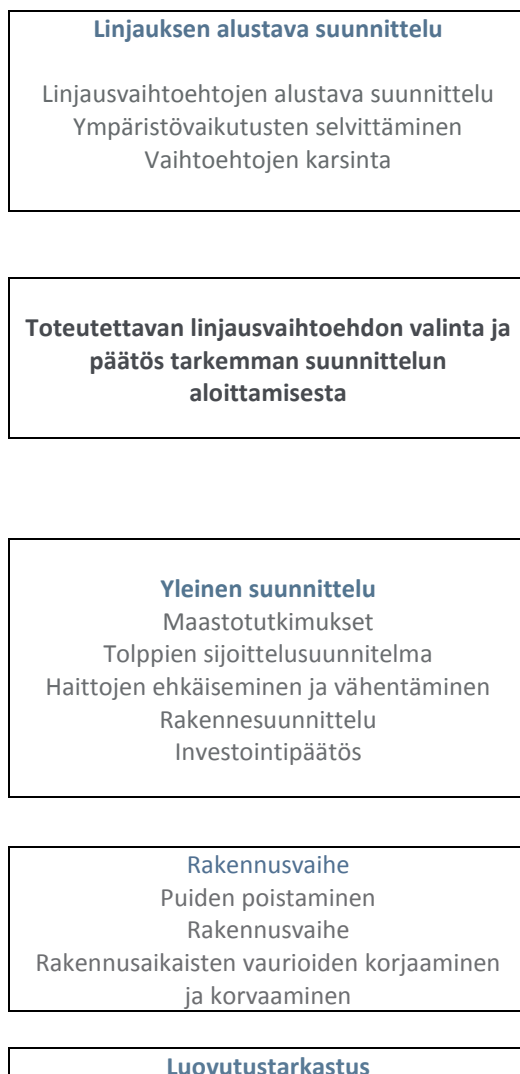 Linjauksen alustava suunnittelu
Linjausvaihtoehtojen alustava suunnittelu
Ympäristövaikutusten selvittäminen
Vaihtoehtojen karsinta
Toteutettavan linjausvaihtoehdon valinta ja
päätös tarkemman suunnittelun
aloittamisesta
Yleinen suunnittelu
Maastotutkimukset
Tolppien sijoittelusuunnitelma
Haittojen ehkäiseminen ja vähentäminen
Rakennesuunnittelu
Investointipäätös
Rakennusvaihe
Puiden poistaminen
Rakennusvaihe
Rakennusaikaisten vaurioiden korjaaminen
ja korvaaminen
Luovutustarkastus